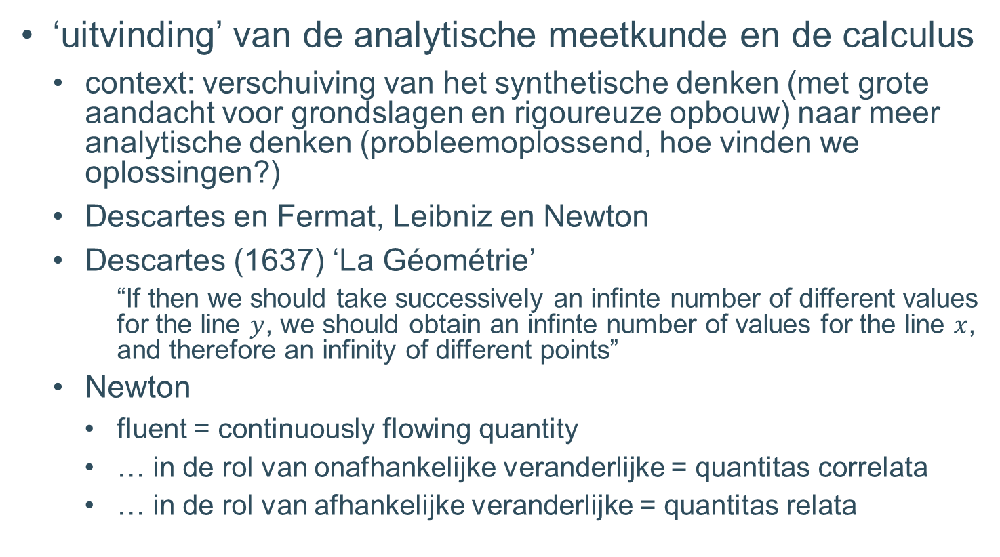 • ‘uitvinding’ van de analytische meetkunde en de calculus
• context: verschuiving van het synthetische denken (met grote
aandacht voor grondslagen en rigoureuze opbouw) naar meer
analytische denken (probleemoplossend, hoe vinden we
oplossingen?)
• Descartes en Fermat, Leibniz en Newton
• Descartes (1637) ‘La Géométrie’
“If then we should take successively an infinte number of different values
for the line y, we should obtain an infinte number of values for the line x,
and therefore an infinity of different points”
• Newton
• fluent = continuously flowing quantity
• … in de rol van onafhankelijke veranderlijke = quantitas correlata
• … in de rol van afhankelijke veranderlijke = quantitas relata